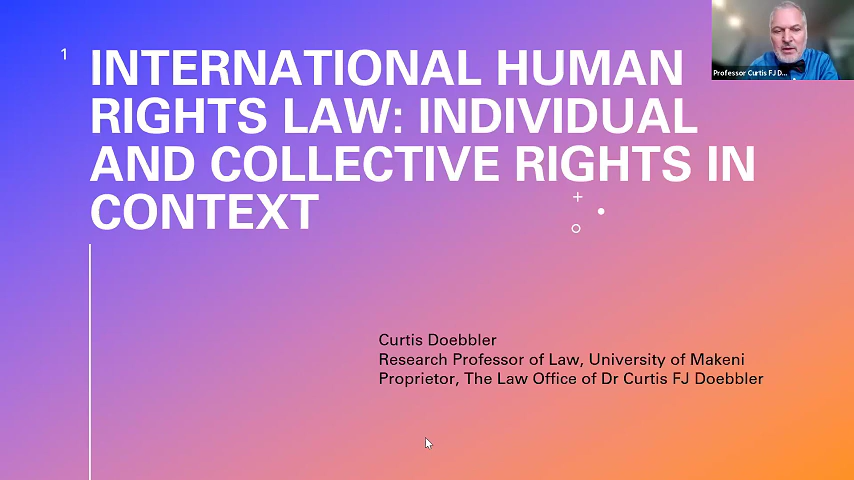 1
INTERNATIONAL HUMAN
RIGHTS LAW: INDIVIDUAL
AND COLLECTIVE RIGHTS IN
CONTEXT
Professor Curtis FJ D...
Curtis Doebbler
Research Professor of Law, University of Makeni
Proprietor, The Law Office of Dr Curtis FJ Doebbler